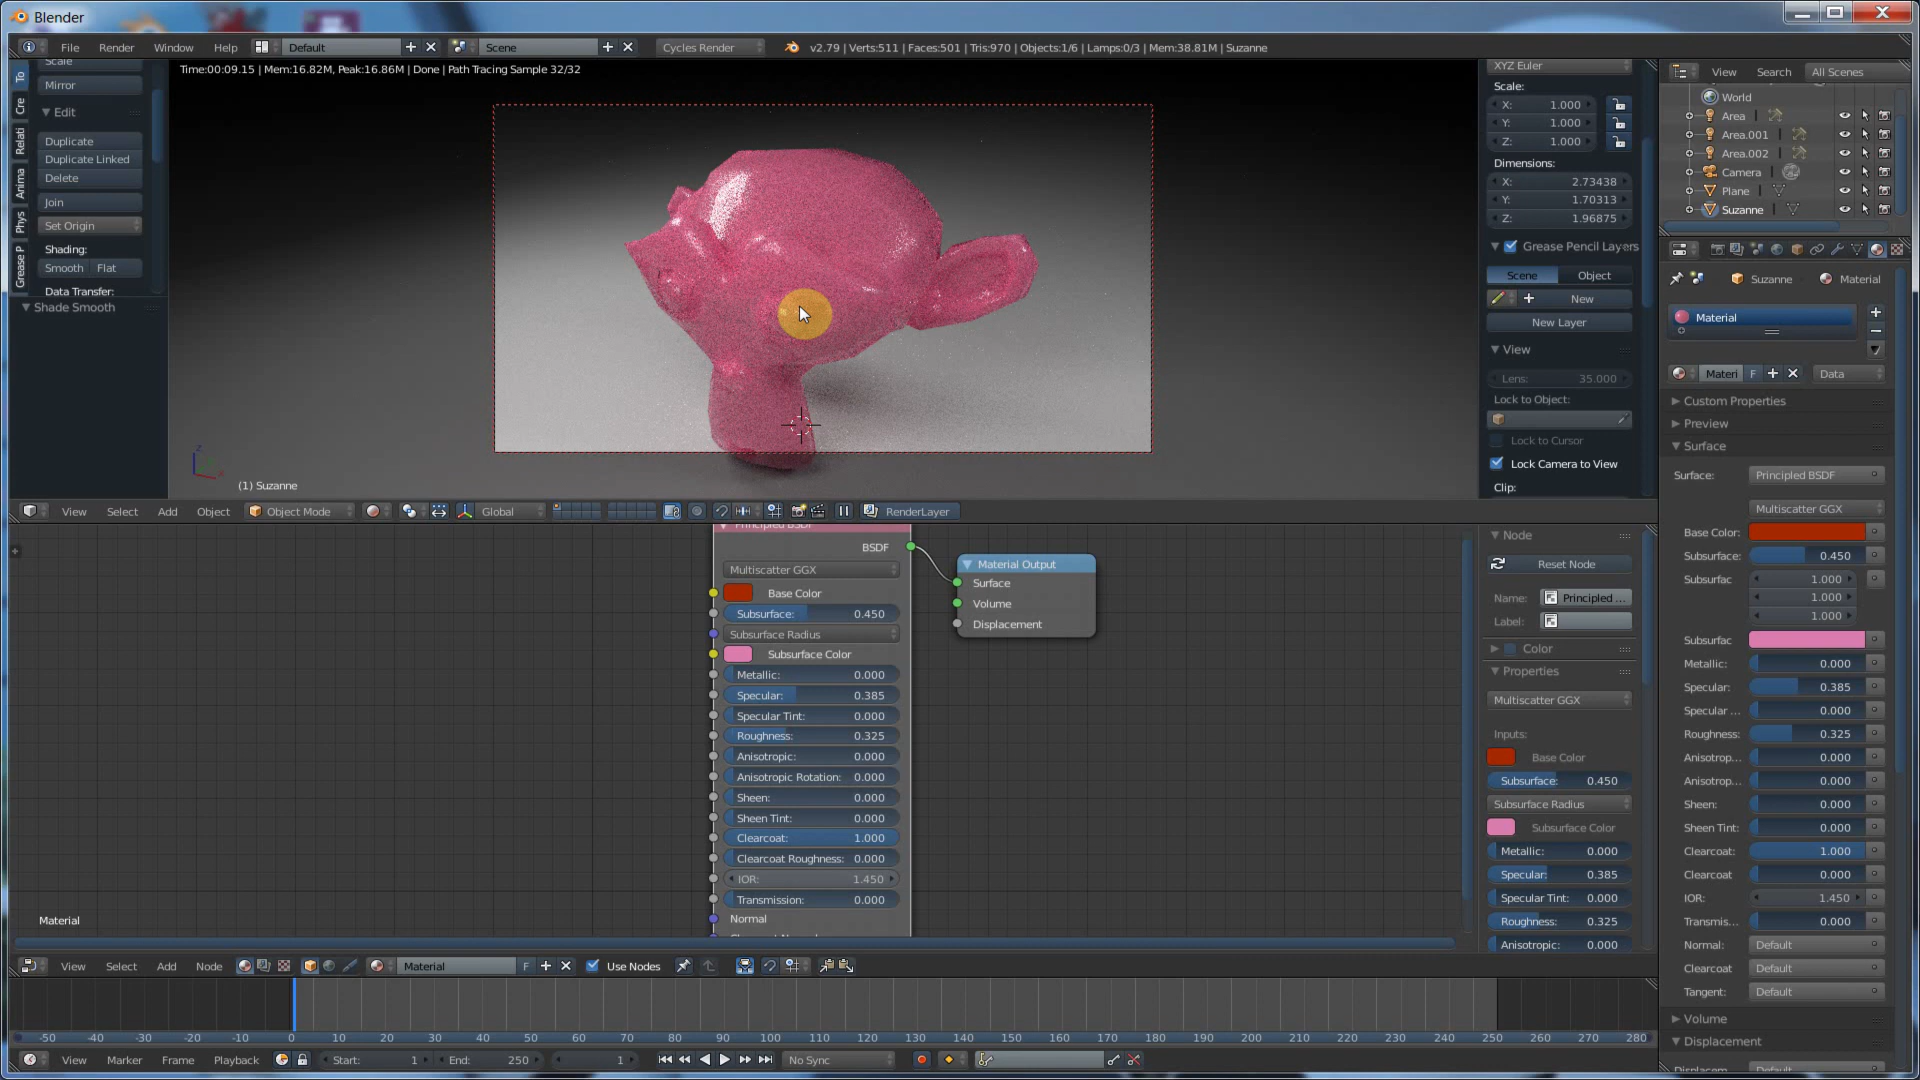 Blender
File Render Window Help Default Scene Cycles Render v2.79 | Verts:511 | Faces:501 | Tris:970 | Objects:1/6 | Lamps:0/3 | Mem:38.81M | Suzanne
Time:00:09.15 | Mem:16.82M, Peak:16.86M | Done | Path Tracing Sample 32/32
To
Cre
Relati
Anima
Phys
Grease P
Scale
Mirror
Edit
Duplicate
Duplicate Linked
Delete
Join
Set Origin
Shading:
Smooth Flat
Data Transfer:
Shade Smooth
(1) Suzanne
XYZ Euler
Scale:
X: 1.000
Y: 1.000
Z: 1.000
Dimensions:
X: 2.73438
Y: 1.70313
Z: 1.96875
Grease Pencil Layers
Scene Object
New
New Layer
View
Lens: 35.000
Lock to Object:
Lock to Cursor
Lock Camera to View
Clip:
View Search All Scenes
World
Area
Area.001
Area.002
Camera
Plane
Suzanne
Suzanne Material
Material
Materi F Data
Custom Properties
Preview
Surface
Surface: Principled BSDF
Multiscatter GGX
Base Color:
Subsurface: 0.450
Subsurfac 1.000
1.000
1.000
Subsurfac
Metallic: 0.000
Specular: 0.385
Specular ... 0.000
Roughness: 0.325
Anisotrop... 0.000
Anisotrop... 0.000
Sheen: 0.000
Sheen Tint: 0.000
Clearcoat: 1.000
Clearcoat 0.000
IOR: 1.450
Transmis... 0.000
Normal: Default
Clearcoat Default
Tangent: Default
Volume
Displacement
Displacem... Default
View Select Add Object Object Mode Global RenderLayer
Principled BSDF
BSDF
Multiscatter GGX
Base Color
Subsurface: 0.450
Subsurface Radius
Subsurface Color
Metallic: 0.000
Specular: 0.385
Specular Tint: 0.000
Roughness: 0.325
Anisotropic: 0.000
Anisotropic Rotation: 0.000
Sheen: 0.000
Sheen Tint: 0.000
Clearcoat: 1.000
Clearcoat Roughness: 0.000
IOR: 1.450
Transmission: 0.000
Normal
Clearcoat Normal
Material Output
Surface
Volume
Displacement
Material
Node
Reset Node
Name: Principled ...
Label:
Color
Properties
Multiscatter GGX
Inputs:
Base Color
Subsurface: 0.450
Subsurface Radius
Subsurface Color
Metallic: 0.000
Specular: 0.385
Specular Tint: 0.000
Roughness: 0.325
Anisotropic: 0.000
View Select Add Node Material F Use Nodes
-50 -40 -30 -20 -10 0 10 20 30 40 50 60 70 80 90 100 110 120 130 140 150 160 170 180 190 200 210 220 230 240 250 260 270 280
View Marker Frame Playback Start: 1 End: 250 1 No Sync